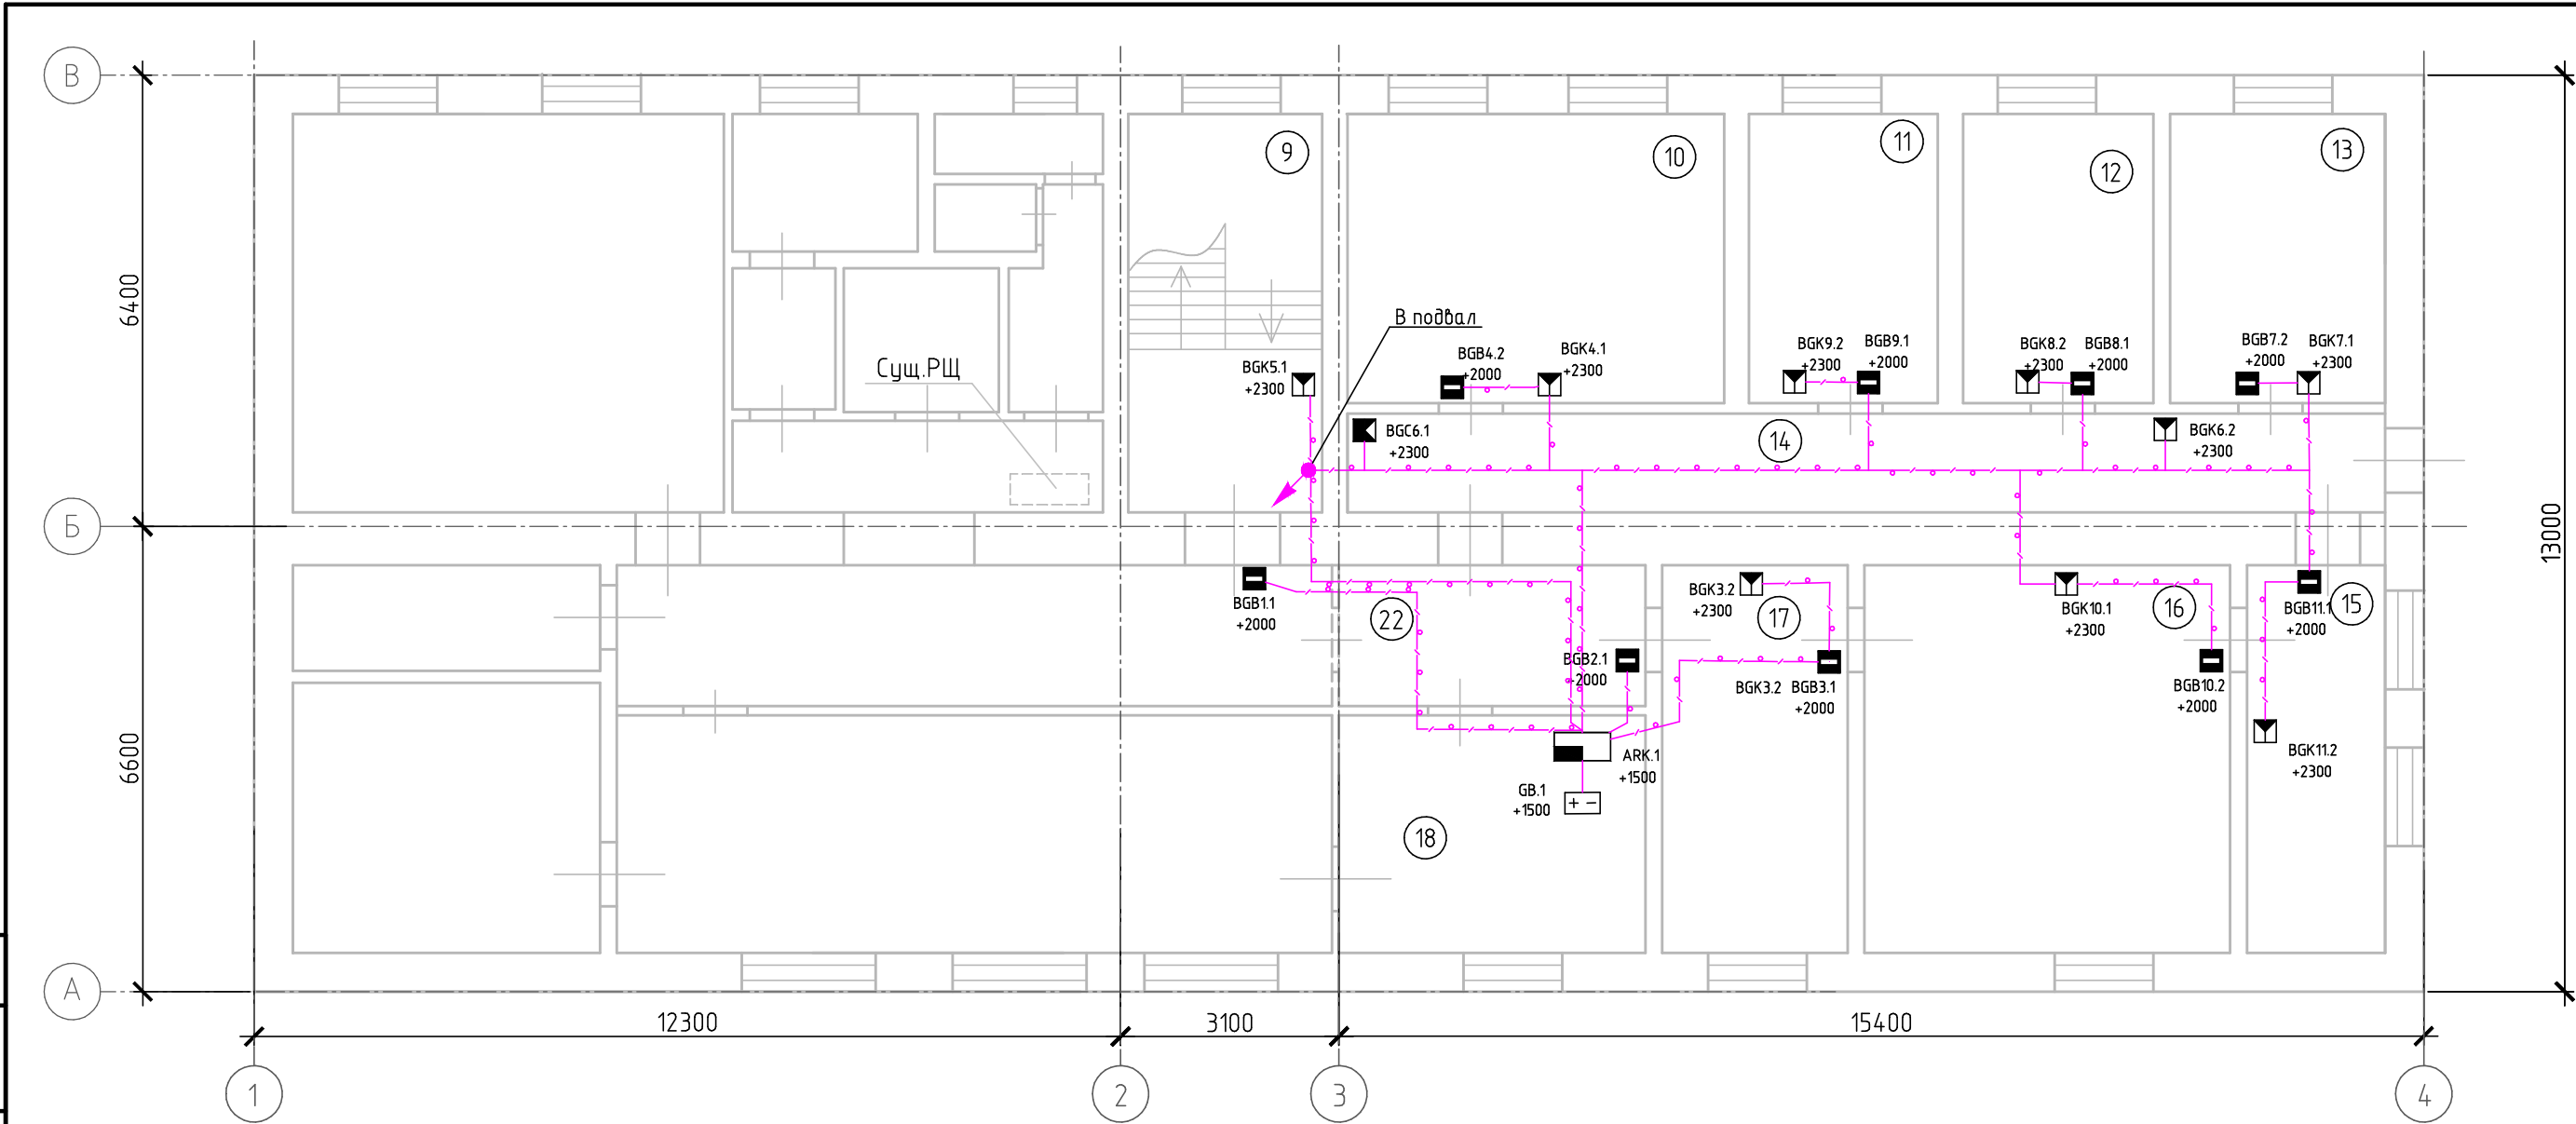 В
9
10
11
12
13
6400
В подвал
Сущ.РЩ
BGK5.1
+2300
BGB4.2
+2000
BGK4.1
+2300
BGK9.2
+2300
BGB9.1
+2000
BGK8.2
+2300
BGB8.1
+2000
BGB7.2
+2000
BGK7.1
+2300
BGC6.1
+2300
14
BGK6.2
+2300
Б
13000
BGB1.1
+2000
22
BGK3.2
+2300
17
BGK10.1
+2300
16
BGB11.1
+2000
15
BGB2.1
+2000
BGK3.2
BGB3.1
+2000
BGB10.2
+2000
6600
ARK.1
+1500
BGK11.2
+2300
GB.1
+1500
+ −
18
А
12300
3100
15400
1
2
3
4